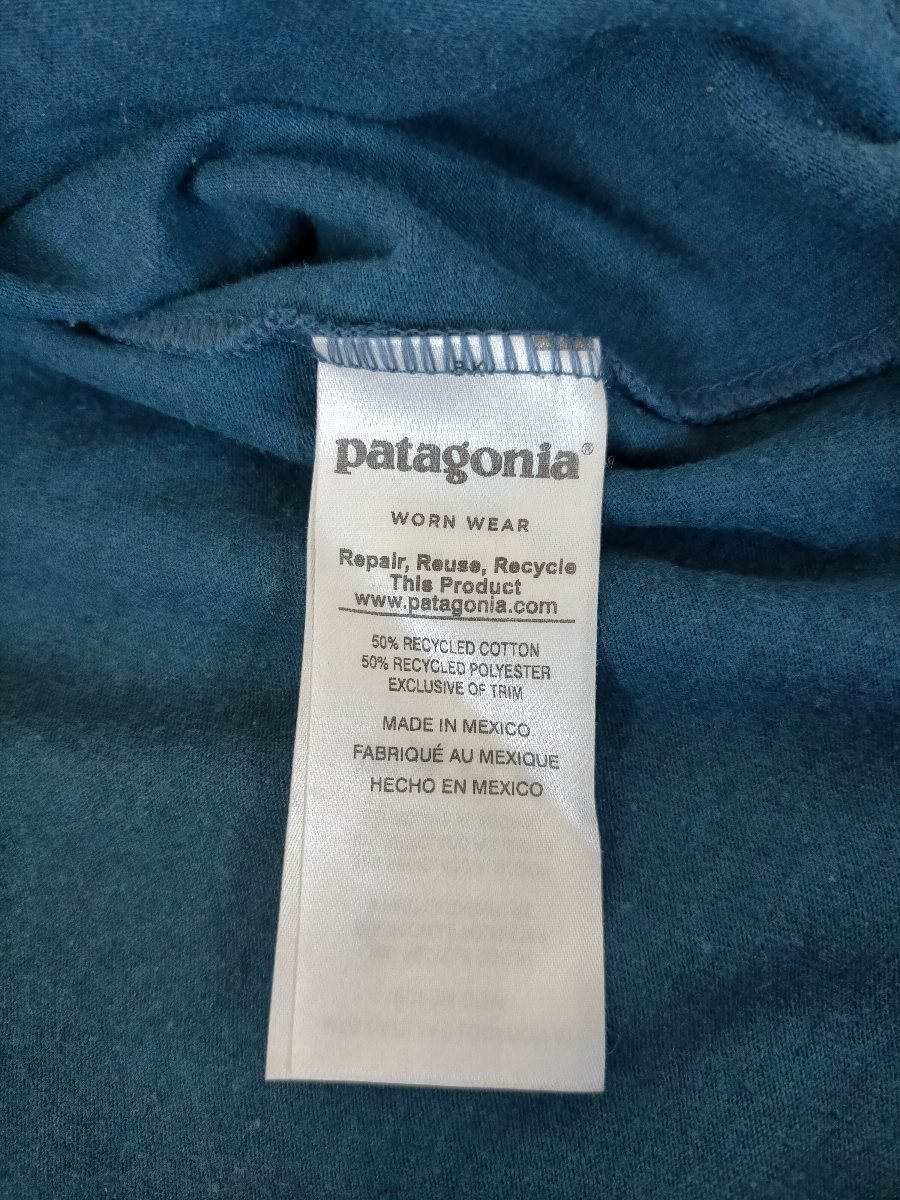 patagonia®
WORN WEAR
Repair, Reuse, Recycle
This Product
www.patagonia.com
50% RECYCLED COTTON
50% RECYCLED POLYESTER
EXCLUSIVE OF TRIM
MADE IN MEXICO
FABRIQUÉ AU MEXIQUE
HECHO EN MEXICO